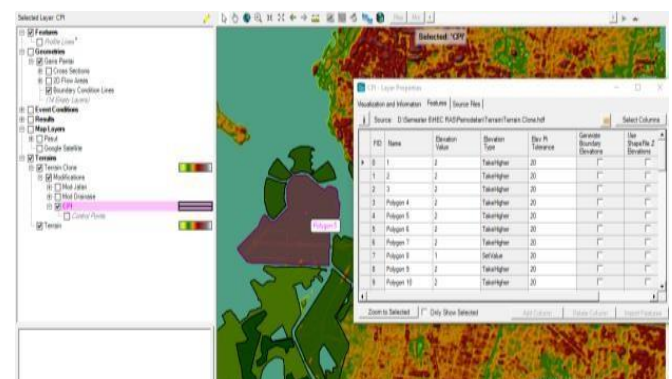 Selected Layer: CPI
Features
Profile Lines
Geometries
Cross Sections
2D Flow Areas
Boundary Condition Lines
Event Conditions
Results
Map Layers
Google Satellite
Terrains
Terrain Clone
Modifications
Mod Jalan
Mod Drainase
CPI
Control Points
Terrain
Selected: 'CPI'
CPI - Layer Properties
Visualization and Information Features Source Files
Source: Select Columns
FID Name Elevation Value Elevation Type Elev Pt Tolerance Generate Boundary Elevations Use Shapefile Z Elevations
0 1 2 TakeHigher 20
1 2 2 TakeHigher 20
2 3 2 TakeHigher 20
3 Polygon 4 2 TakeHigher 20
4 Polygon 5 2 TakeHigher 20
5 Polygon 6 2 TakeHigher 20
6 Polygon 7 2 TakeHigher 20
7 Polygon 8 1 SetValue 20
8 Polygon 9 2 TakeHigher 20
9 Polygon 10 2 TakeHigher 20
Zoom to Selected Only Show Selected Add Column Delete Column Import Features